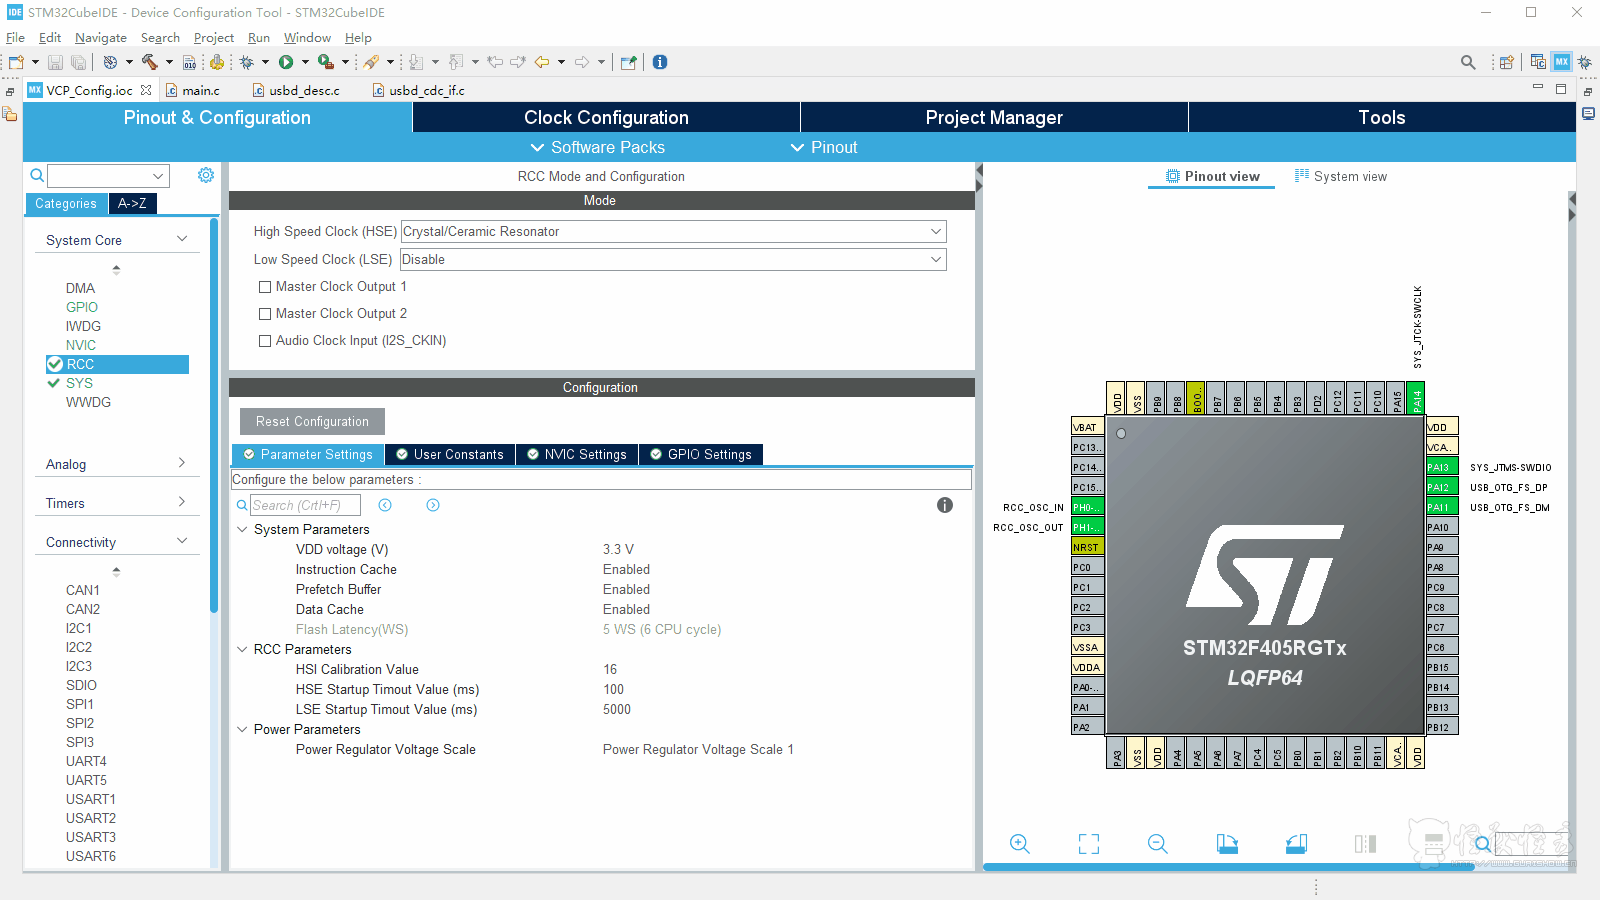 IDE STM32CubeIDE - Device Configuration Tool - STM32CubeIDE
File Edit Navigate Search Project Run Window Help
MX VCP_Config.ioc main.c usbd_desc.c usbd_cdc_if.c
Pinout & Configuration Clock Configuration Project Manager Tools
Software Packs Pinout
RCC Mode and Configuration
Pinout view System view
Categories A->Z
Mode
System Core
High Speed Clock (HSE) Crystal/Ceramic Resonator
Low Speed Clock (LSE) Disable
Master Clock Output 1
Master Clock Output 2
Audio Clock Input (I2S_CKIN)
DMA
GPIO
IWDG
NVIC
RCC
SYS
WWDG
Analog
Timers
Connectivity
CAN1
CAN2
I2C1
I2C2
I2C3
SDIO
SPI1
SPI2
SPI3
UART4
UART5
USART1
USART2
USART3
USART6
Configuration
Reset Configuration
Parameter Settings User Constants NVIC Settings GPIO Settings
Configure the below parameters :
Search (Crtl+F)
System Parameters
VDD voltage (V) 3.3 V
Instruction Cache Enabled
Prefetch Buffer Enabled
Data Cache Enabled
Flash Latency(WS) 5 WS (6 CPU cycle)
RCC Parameters
HSI Calibration Value 16
HSE Startup Timout Value (ms) 100
LSE Startup Timout Value (ms) 5000
Power Parameters
Power Regulator Voltage Scale Power Regulator Voltage Scale 1
SYS_JTCK-SWCLK
VDD VSS PB9 PB8 BOO.. PB7 PB6 PB5 PB4 PB3 PD2 PC12 PC11 PC10 PA15 PA14
VBAT
PC13..
PC14..
PC15..
RCC_OSC_IN PH0-..
RCC_OSC_OUT PH1-..
NRST
PC0
PC1
PC2
PC3
VSSA
VDDA
PA0-..
PA1
PA2
STM32F405RGTx
LQFP64
VDD
VCA..
PA13 SYS_JTMS-SWDIO
PA12 USB_OTG_FS_DP
PA11 USB_OTG_FS_DM
PA10
PA9
PA8
PC9
PC8
PC7
PC6
PB15
PB14
PB13
PB12
PA3 VSS VDD PA4 PA5 PA6 PA7 PC4 PC5 PB0 PB1 PB2 PB10 PB11 VCA.. VDD